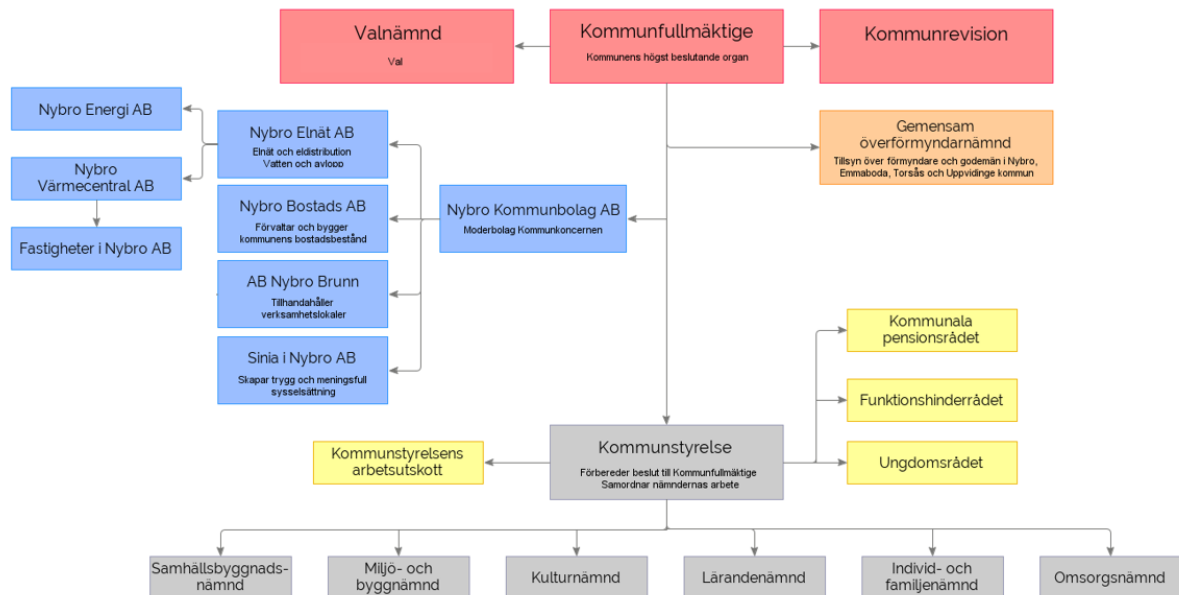 Valnämnd
Val
Kommunfullmäktige
Kommunens högst beslutande organ
Kommunrevision
Nybro Energi AB
Nybro
Värmecentral AB
Fastigheter i Nybro AB
Nybro Elnät AB
Elnät och eldistribution
Vatten och avlopp
Nybro Bostads AB
Förvaltar och bygger
kommunens bostadsbestånd
AB Nybro Brunn
Tillhandahåller
verksamhetslokaler
Sinia i Nybro AB
Skapar trygg och meningsfull
sysselsättning
Nybro Kommunbolag AB
Moderbolag Kommunkoncernen
Gemensam
överförmyndarnämnd
Tillsyn över förmyndare och godemän i Nybro,
Emmaboda, Torsås och Uppvidinge kommun
Kommunala
pensionsrådet
Funktionshinderrådet
Ungdomsrådet
Kommunstyrelsens
arbetsutskott
Kommunstyrelse
Förbereder beslut till Kommunfullmäktige
Samordnar nämndernas arbete
Samhällsbyggnads-
nämnd
Miljö- och
byggnämnd
Kulturnämnd
Lärandenämnd
Individ- och
familjenämnd
Omsorgsnämnd